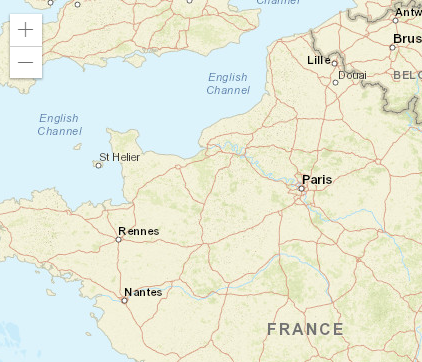 Channel
Antw
Brus
BELG
Lille
Douai
English
Channel
English
Channel
St Helier
Paris
Rennes
Nantes
FRANCE